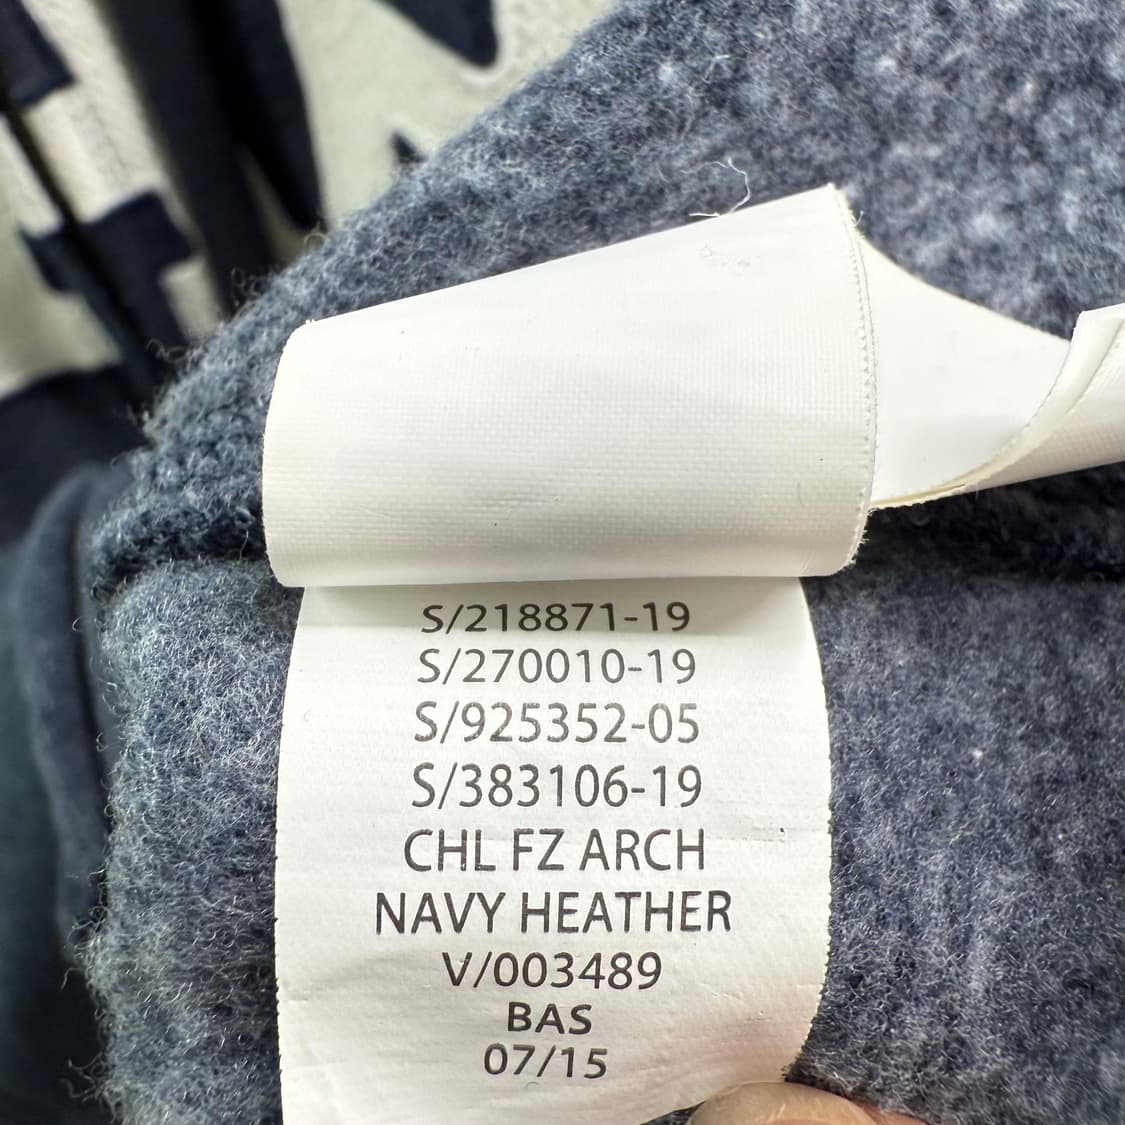 S/218871-19
S/270010-19
S/925352-05
S/383106-19
CHL FZ ARCH
NAVY HEATHER
V/003489
BAS
07/15